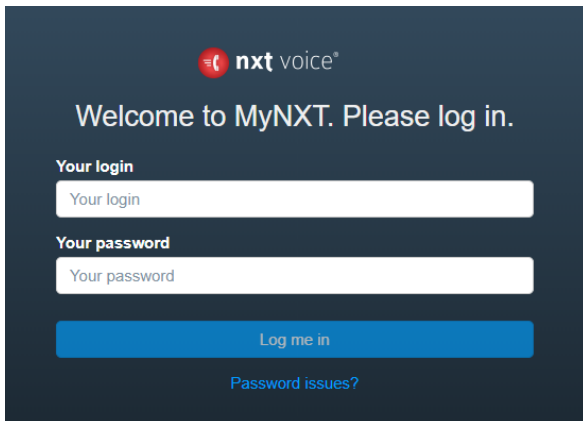 nxt voice®
Welcome to MyNXT. Please log in.
Your login
Your login
Your password
Your password
Log me in
Password issues?